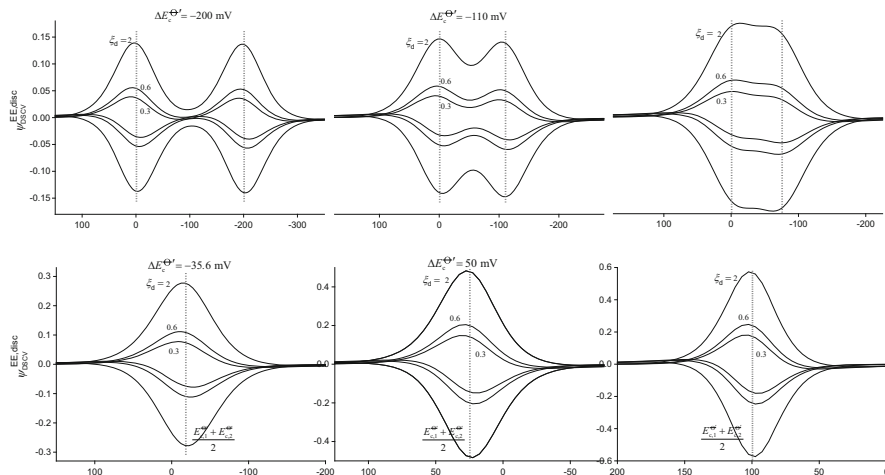 ΔE_c^⊖′ = −200 mV
ΔE_c^⊖′ = −110 mV
ψ_DSCV^EE,disc
0.15
0.10
0.05
0.00
-0.05
-0.10
-0.15
ξ_d = 2
0.6
0.3
100 0 -100 -200 -300
ξ_d = 2
0.6
0.3
100 0 -100 -200
ξ_d = 2
0.6
0.3
100 0 -100 -200
ΔE_c^⊖′ = −35.6 mV
ΔE_c^⊖′ = 50 mV
ψ_DSCV^EE,disc
0.3
0.2
0.1
0.0
-0.1
-0.2
-0.3
ξ_d = 2
0.6
0.3
E_c,1^⊖′ + E_c,2^⊖′
2
100 0 -100 -200
0.4
0.2
0.0
-0.2
-0.4
ξ_d = 2
0.6
0.3
E_c,1^⊖′ + E_c,2^⊖′
2
100 50 0 -50
0.6
0.4
0.2
0.0
-0.2
-0.4
-0.6
ξ_d = 2
0.6
0.3
E_c,1^⊖′ + E_c,2^⊖′
2
200 150 100 50 0